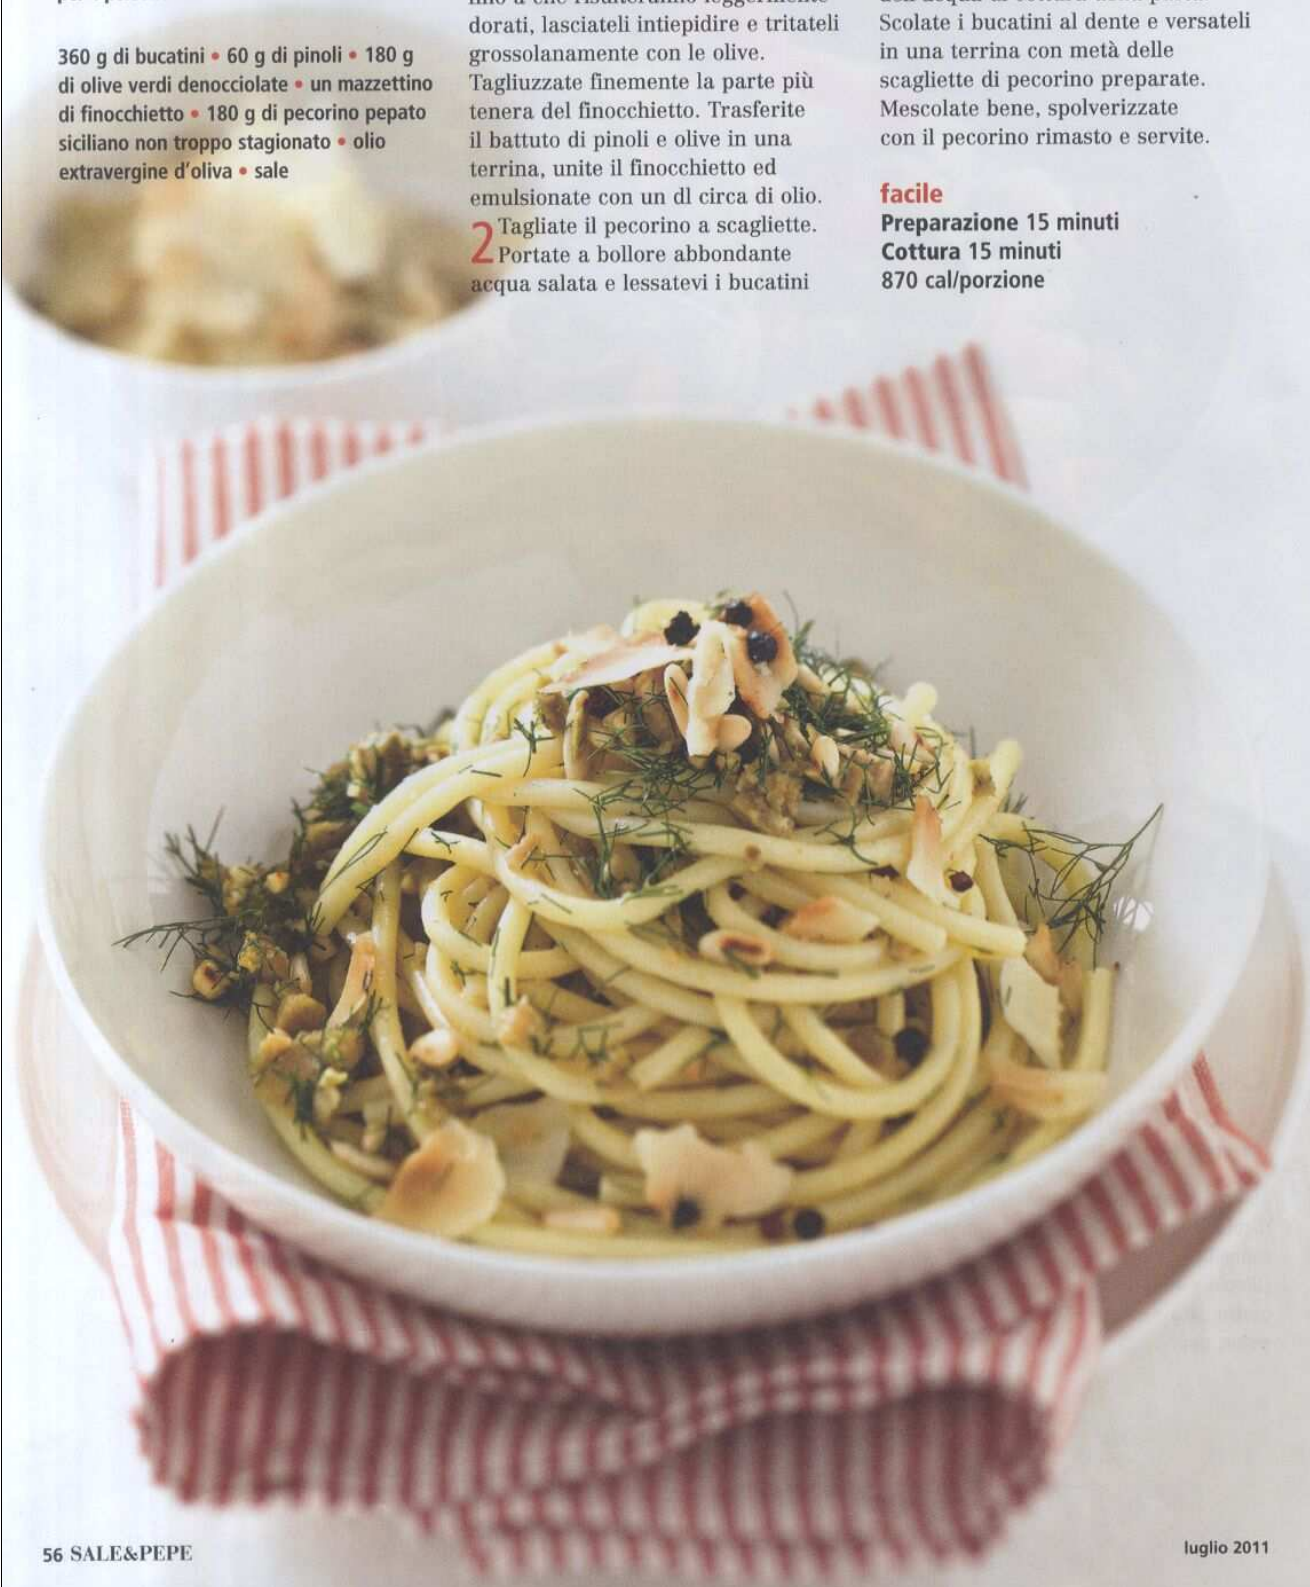 360 g di bucatini • 60 g di pinoli • 180 g
di olive verdi denocciolate • un mazzettino
di finocchietto • 180 g di pecorino pepato
siciliano non troppo stagionato • olio
extravergine d'oliva • sale
dorati, lasciateli intiepidire e tritateli
grossolanamente con le olive.
Tagliuzzate finemente la parte più
tenera del finocchietto. Trasferite
il battuto di pinoli e olive in una
terrina, unite il finocchietto ed
emulsionate con un dl circa di olio.
2 Tagliate il pecorino a scagliette.
Portate a bollore abbondante
acqua salata e lessatevi i bucatini
Scolate i bucatini al dente e versateli
in una terrina con metà delle
scagliette di pecorino preparate.
Mescolate bene, spolverizzate
con il pecorino rimasto e servite.
facile
Preparazione 15 minuti
Cottura 15 minuti
870 cal/porzione
56 SALE&PEPE
luglio 2011